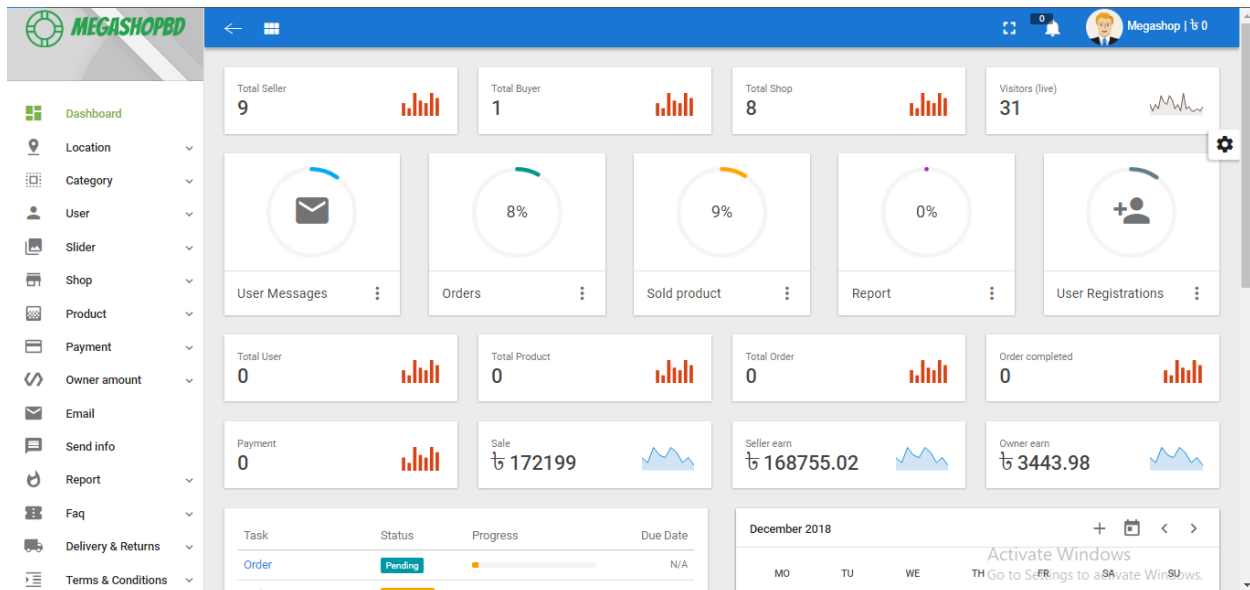 MEGASHOPBD
0
Megashop | ৳ 0
Dashboard
Location
Category
User
Slider
Shop
Product
Payment
Owner amount
Email
Send info
Report
Faq
Delivery & Returns
Terms & Conditions
Total Seller
9
Total Buyer
1
Total Shop
8
Visitors (live)
31
8%
9%
0%
User Messages
Orders
Sold product
Report
User Registrations
Total User
0
Total Product
0
Total Order
0
Order completed
0
Payment
0
Sale
৳ 172199
Seller earn
৳ 168755.02
Owner earn
৳ 3443.98
Task Status Progress Due Date
Order Pending N/A
December 2018
MO TU WE TH FR SA SU
Activate Windows
Go to Settings to activate Windows.